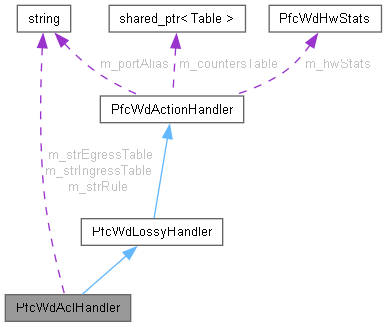 string
shared_ptr< Table >
PfcWdHwStats
m_portAlias
m_countersTable
m_hwStats
PfcWdActionHandler
m_strEgressTable
m_strIngressTable
m_strRule
PfcWdLossyHandler
PfcWdAclHandler